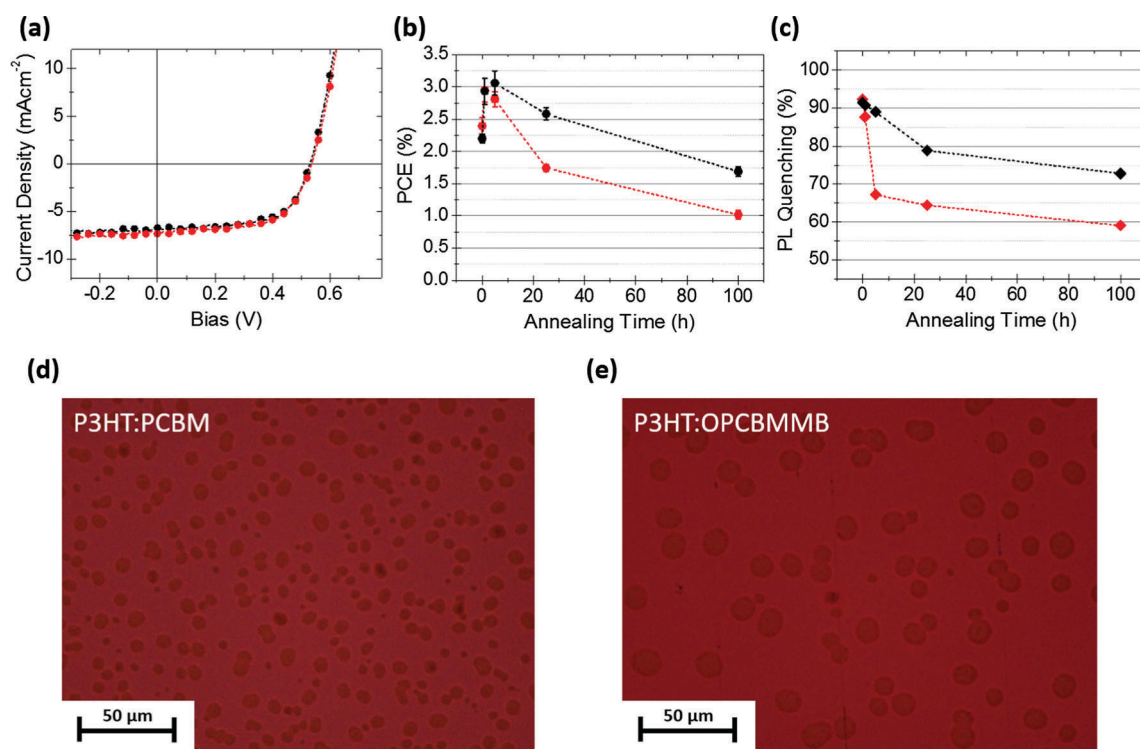 (a)
Current Density (mAcm⁻²)
10
5
0
-5
-10
-0.2 0.0 0.2 0.4 0.6
Bias (V)
(b)
PCE (%)
3.5
3.0
2.5
2.0
1.5
1.0
0.5
0.0
0 20 40 60 80 100
Annealing Time (h)
(c)
PL Quenching (%)
100
90
80
70
60
50
0 20 40 60 80 100
Annealing Time (h)
(d)
P3HT:PCBM
50 µm
(e)
P3HT:OPCBMMB
50 µm